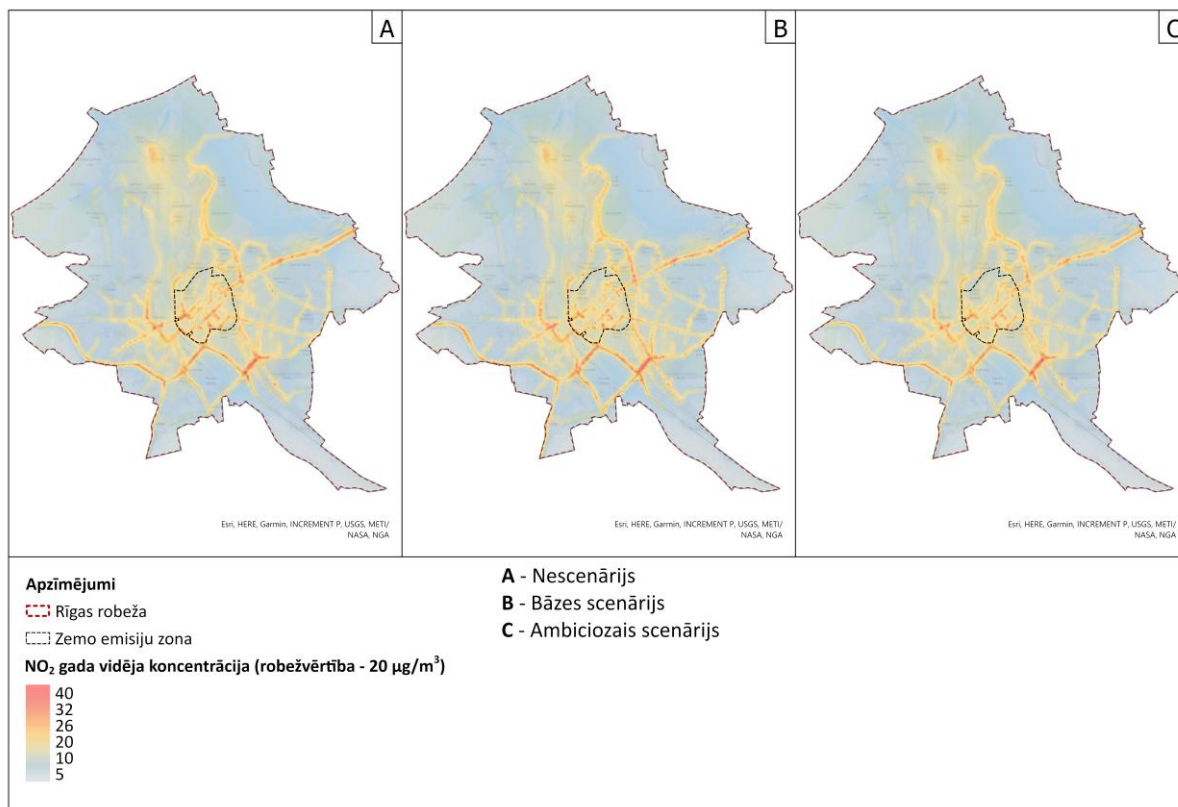 A
B
C
Esri, HERE, Garmin, INCREMENT P, USGS, METI/
NASA, NGA
Esri, HERE, Garmin, INCREMENT P, USGS, METI/
NASA, NGA
Esri, HERE, Garmin, INCREMENT P, USGS, METI/
NASA, NGA
Apzīmējumi
Rīgas robeža
Zemo emisiju zona
NO₂ gada vidēja koncentrācija (robežvērtība - 20 µg/m³)
40
32
26
20
10
5
A - Nescenārijs
B - Bāzes scenārijs
C - Ambiciozais scenārijs